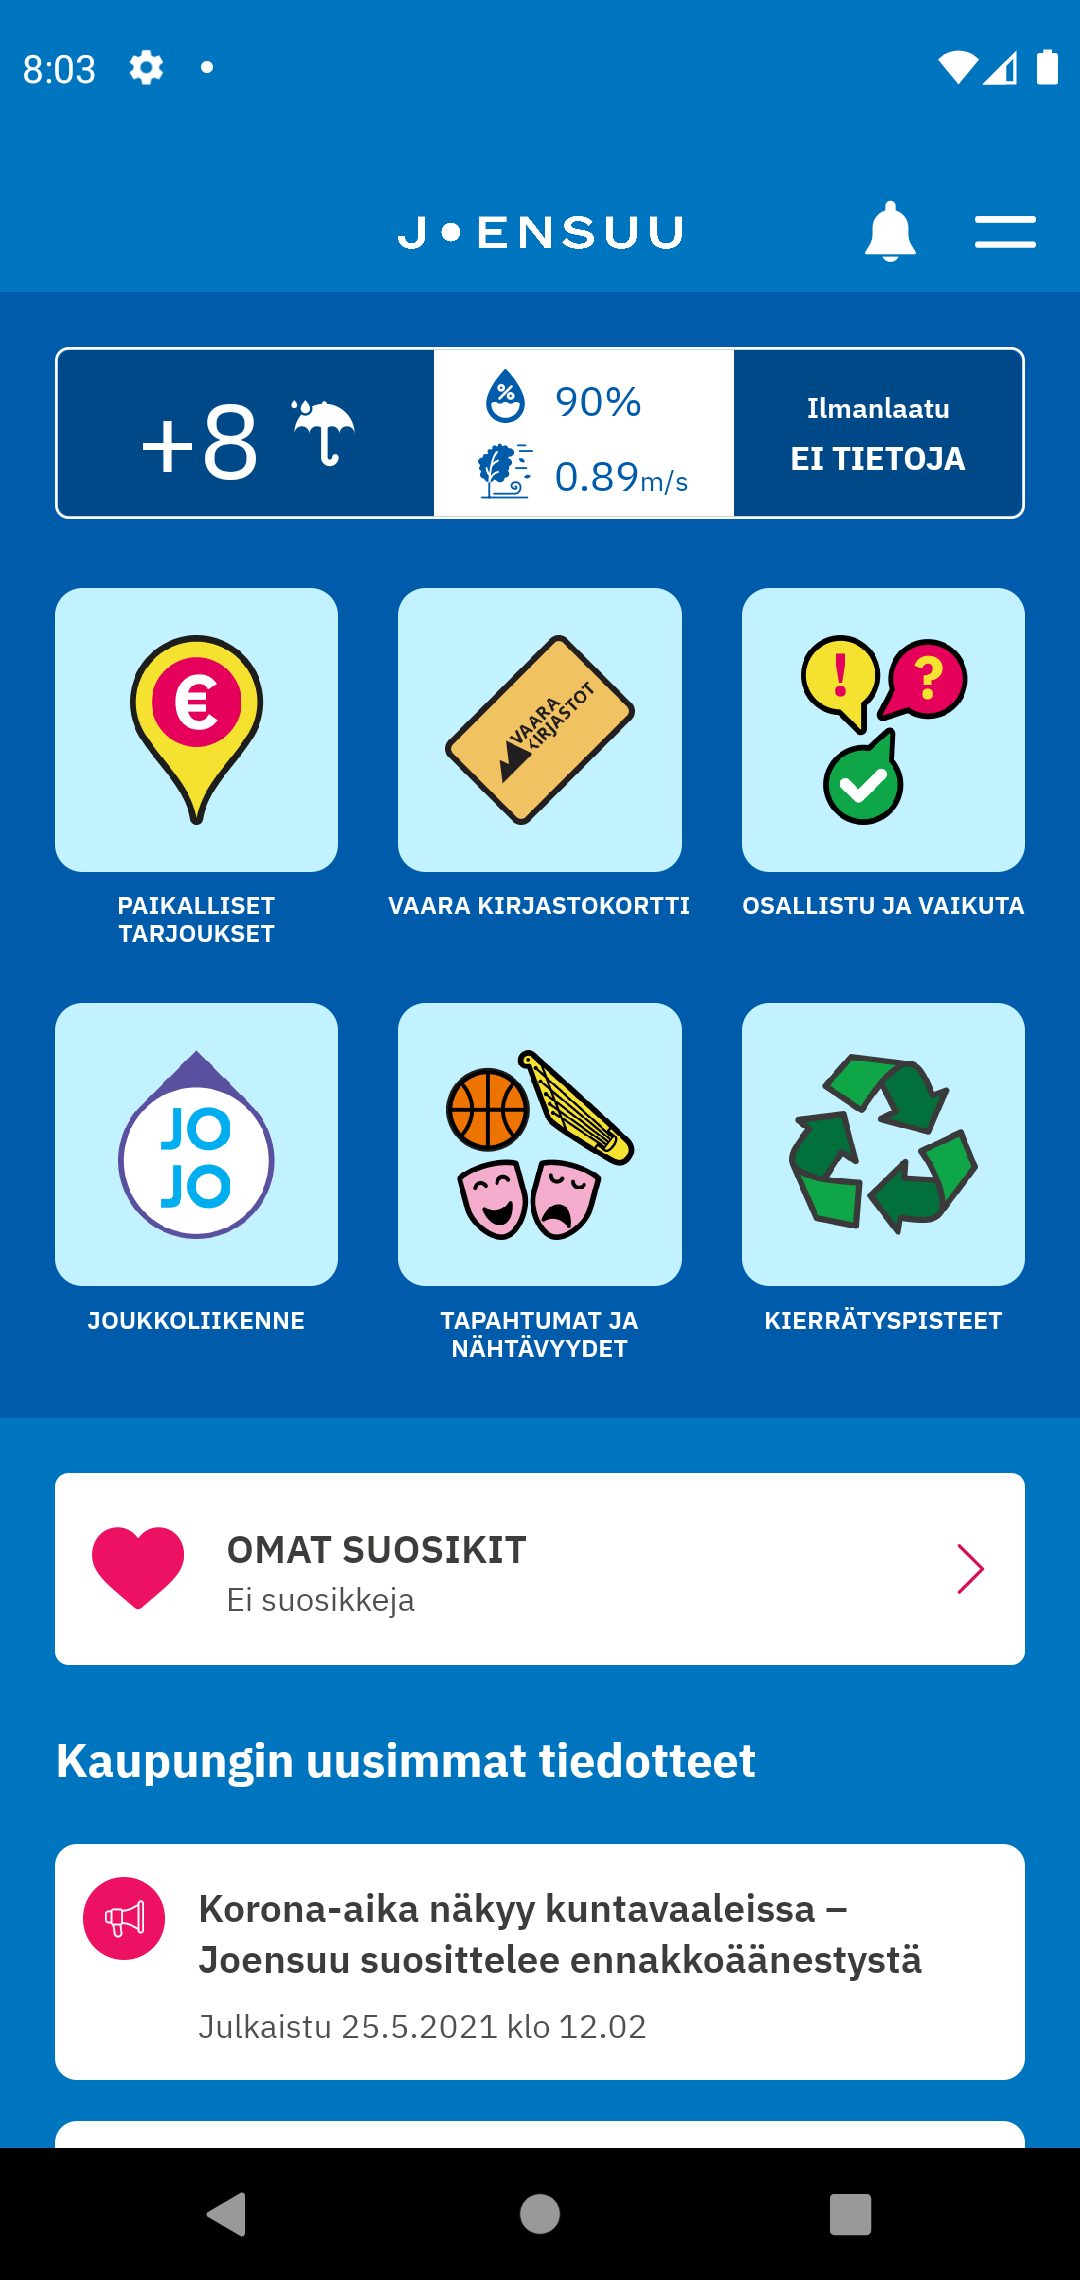 8:03
J●ENSUU
+8
90%
0.89m/s
Ilmanlaatu
EI TIETOJA
€
VAARA
KIRJASTOT
! ?
PAIKALLISET
TARJOUKSET
VAARA KIRJASTOKORTTI
OSALLISTU JA VAIKUTA
JO
JO
JOUKKOLIIKENNE
TAPAHTUMAT JA
NÄHTÄVYYDET
KIERRÄTYSPISTEET
OMAT SUOSIKIT
Ei suosikkeja
Kaupungin uusimmat tiedotteet
Korona-aika näkyy kuntavaaleissa –
Joensuu suosittelee ennakkoäänestystä
Julkaistu 25.5.2021 klo 12.02